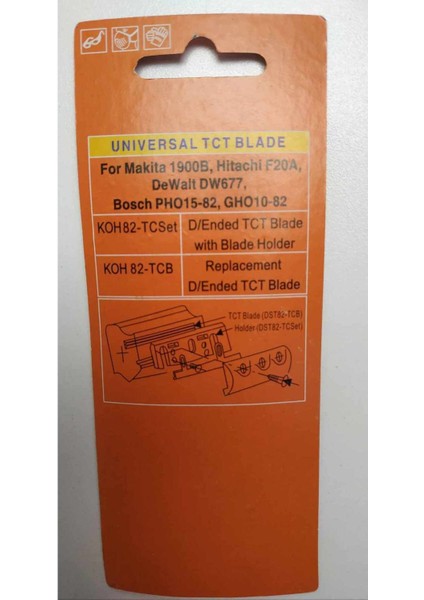 UNIVERSAL TCT BLADE
For Makita 1900B, Hitachi F20A,
DeWalt DW677,
Bosch PHO15-82, GHO10-82
KOH82-TCSet D/Ended TCT Blade
with Blade Holder
KOH 82-TCB Replacement
D/Ended TCT Blade
TCT Blade (DST82-TCB)
Holder (DST82-TCSet)